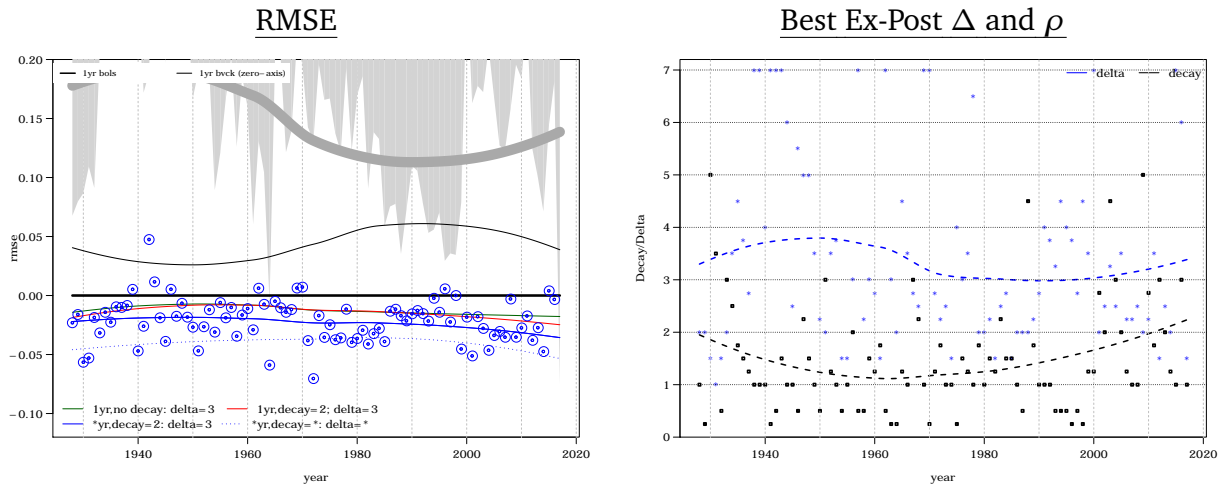 RMSE
0.20
0.15
0.10
0.05
0.00
−0.05
−0.10
rmse
1yr bols
1yr bvck (zero−axis)
1yr,no decay: delta=3
1yr,decay=2; delta=3
*yr,decay=2: delta=3
*yr,decay=*: delta=*
1940
1960
1980
2000
2020
year
Best Ex-Post Δ and ρ
7
6
5
4
3
2
1
0
Decay/Delta
delta
decay
1940
1960
1980
2000
2020
year